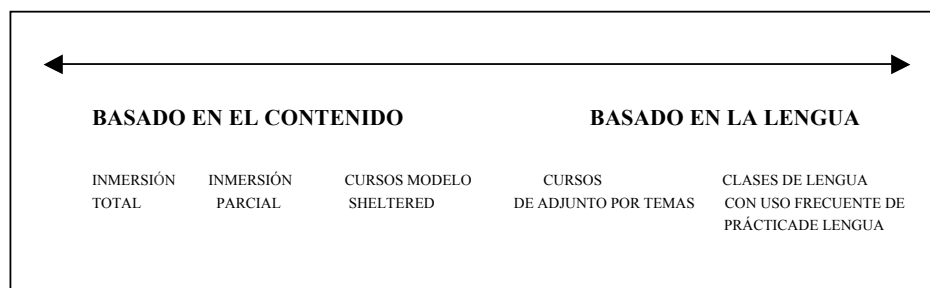 BASADO EN EL CONTENIDO BASADO EN LA LENGUA
INMERSIÓN INMERSIÓN CURSOS MODELO CURSOS CLASES DE LENGUA
TOTAL PARCIAL SHELTERED DE ADJUNTO POR TEMAS CON USO FRECUENTE DE
PRÁCTICADE LENGUA